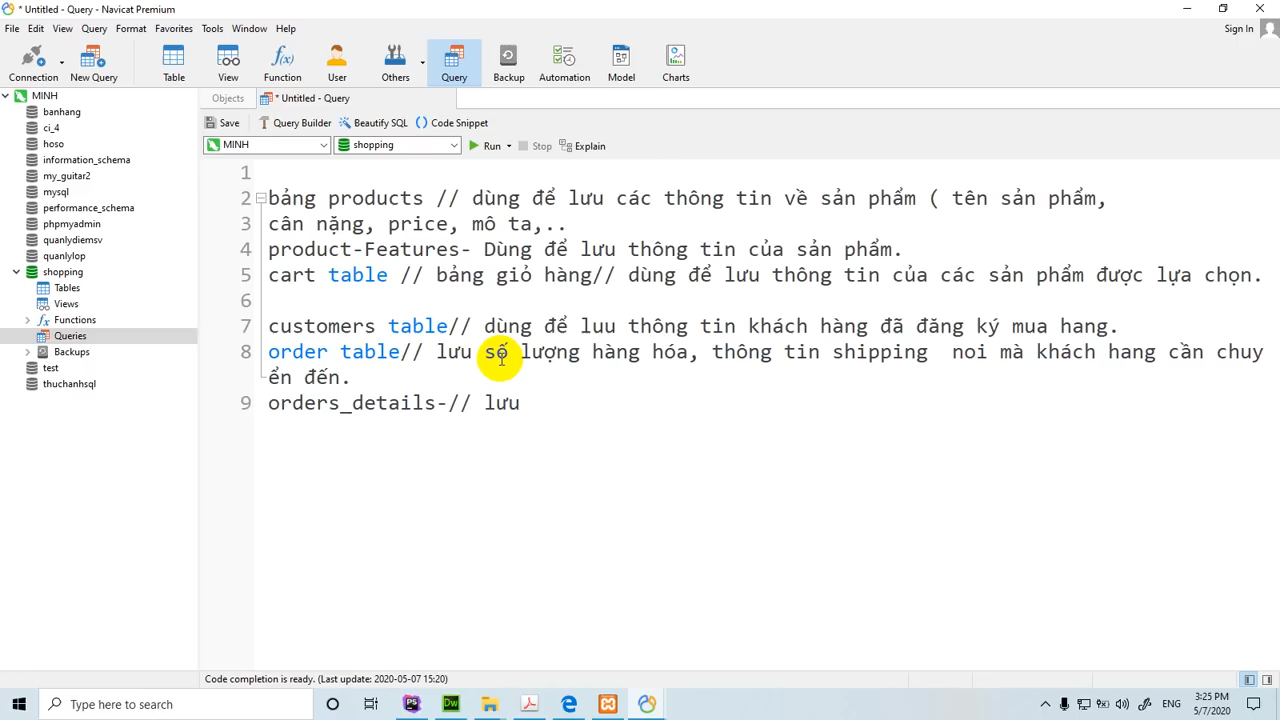 * Untitled - Query - Navicat Premium
File Edit View Query Format Favorites Tools Window Help
Sign In
Connection New Query Table View Function User Others Query Backup Automation Model Charts
MINH
banhang
ci_4
hoso
information_schema
my_guitar2
mysql
performance_schema
phpmyadmin
quanlydiemsv
quanlylop
shopping
Tables
Views
Functions
Queries
Backups
test
thuchanhsql
Objects * Untitled - Query
Save Query Builder Beautify SQL () Code Snippet
MINH shopping Run Stop Explain
1
2 bảng products // dùng để lưu các thông tin về sản phẩm ( tên sản phẩm,
3 cân nặng, price, mô ta,..
4 product-Features- Dùng để lưu thông tin của sản phẩm.
5 cart table // bảng giỏ hàng// dùng để lưu thông tin của các sản phẩm được lựa chọn.
6
7 customers table// dùng để luu thông tin khách hàng đã đăng ký mua hang.
8 order table// lưu số lượng hàng hóa, thông tin shipping  noi mà khách hang cần chuy
ển đến.
9 orders_details-// lưu
Code completion is ready. (Last update: 2020-05-07 15:20)
Type here to search
PS
Dw
ENG
3:25 PM
5/7/2020